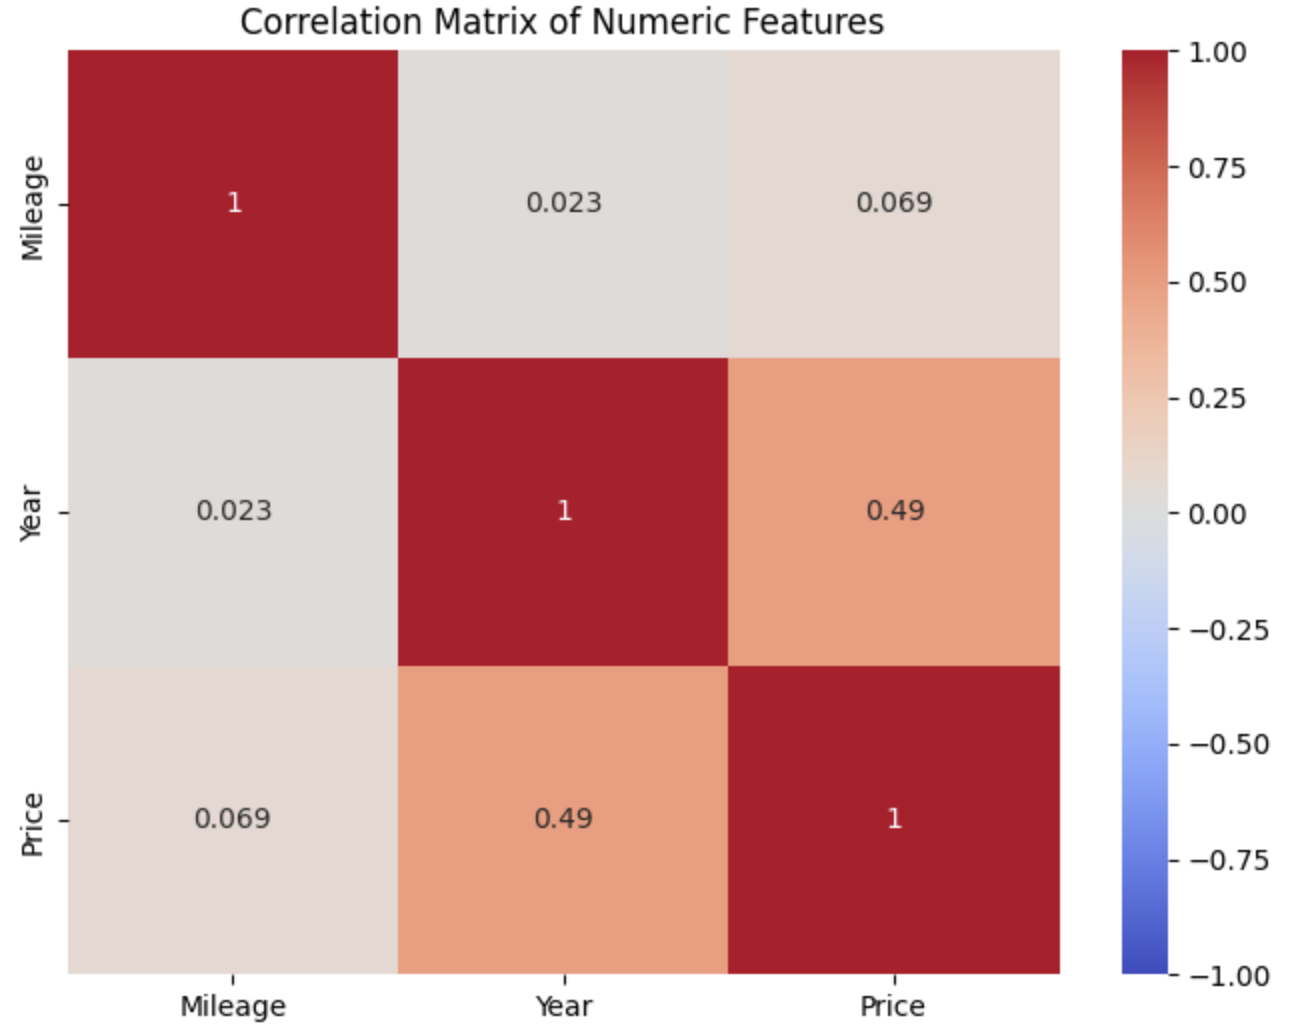 Correlation Matrix of Numeric Features
Mileage
1
0.023
0.069
Year
0.023
1
0.49
Price
0.069
0.49
1
Mileage
Year
Price
1.00
0.75
0.50
0.25
0.00
−0.25
−0.50
−0.75
−1.00